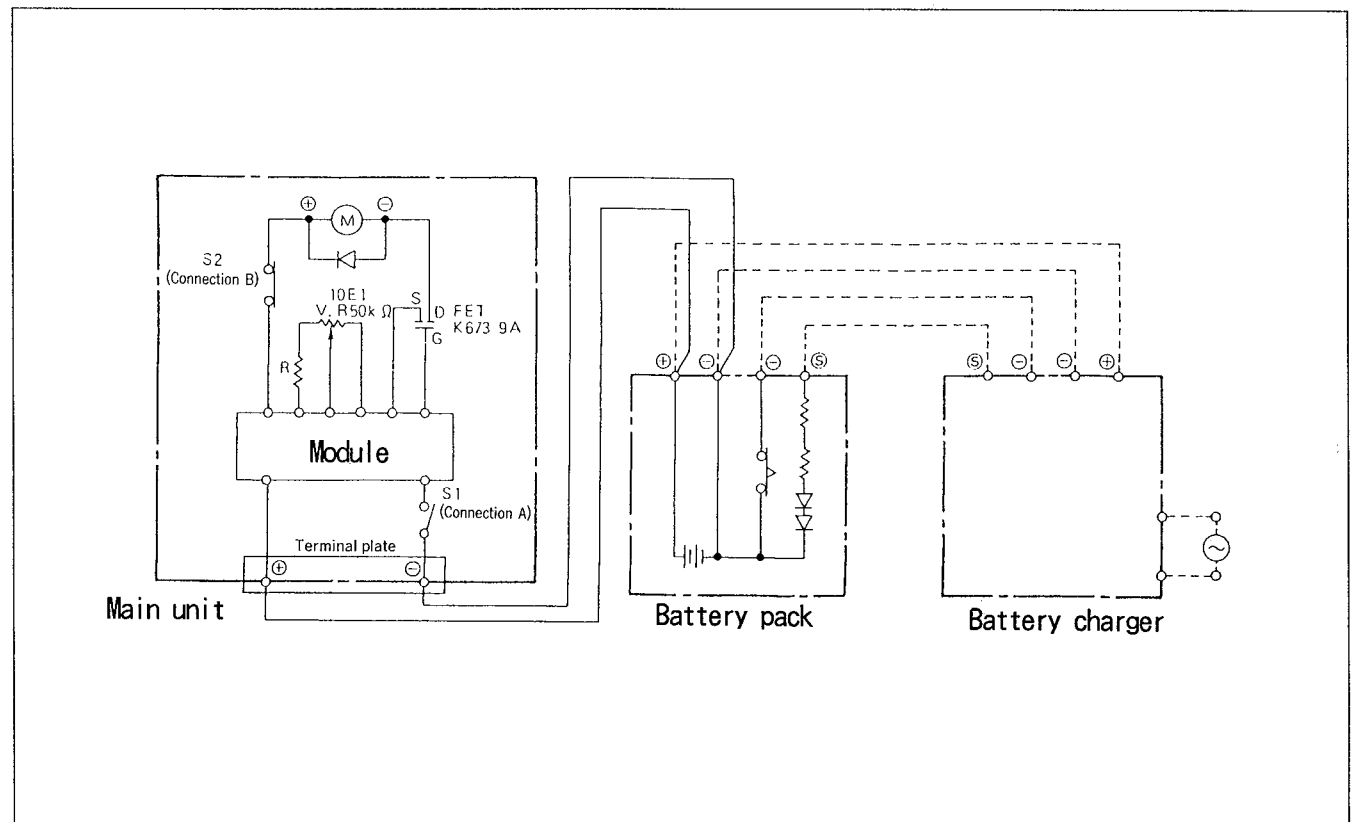 ⊕ M ⊖
S2
(Connection B)
10E1
V. R50k Ω
S D FET
K673 9A
G
R
Module
S1
(Connection A)
Terminal plate
⊕ ⊖
Main unit
⊕ ⊖ ⊖ Ⓢ
Battery pack
Ⓢ ⊖ ⊖ ⊕
Battery charger